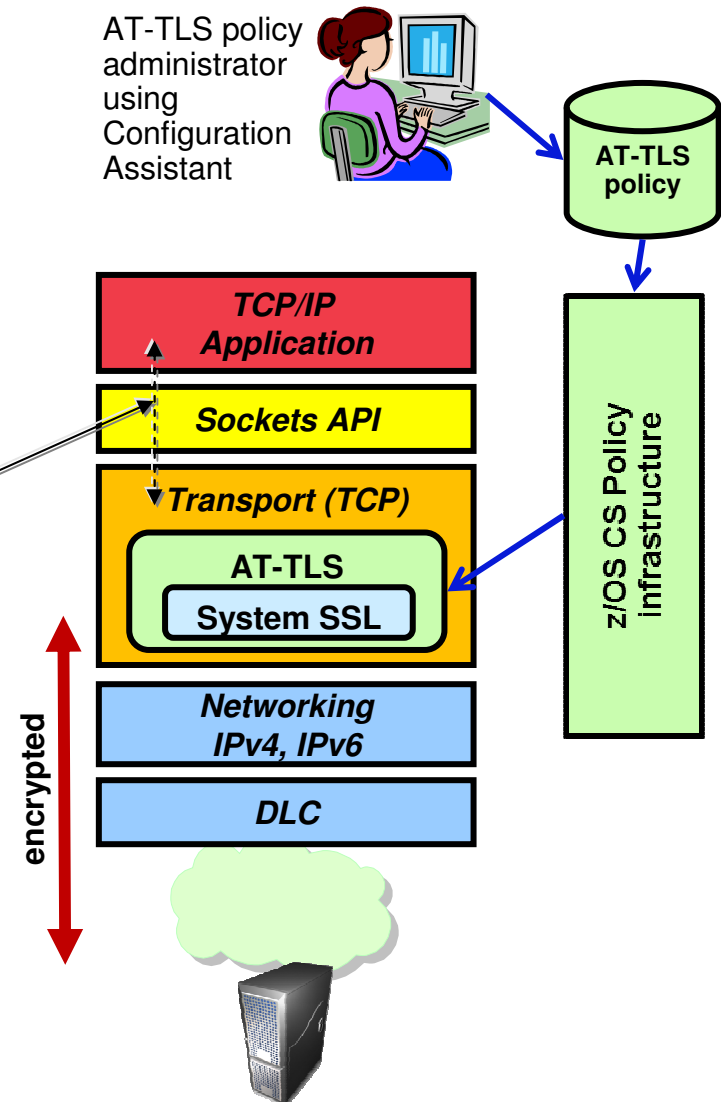 AT-TLS policy
administrator
using
Configuration
Assistant
AT-TLS
policy
TCP/IP
Application
Sockets API
Transport (TCP)
AT-TLS
System SSL
Networking
IPv4, IPv6
DLC
z/OS CS Policy
infrastructure
encrypted